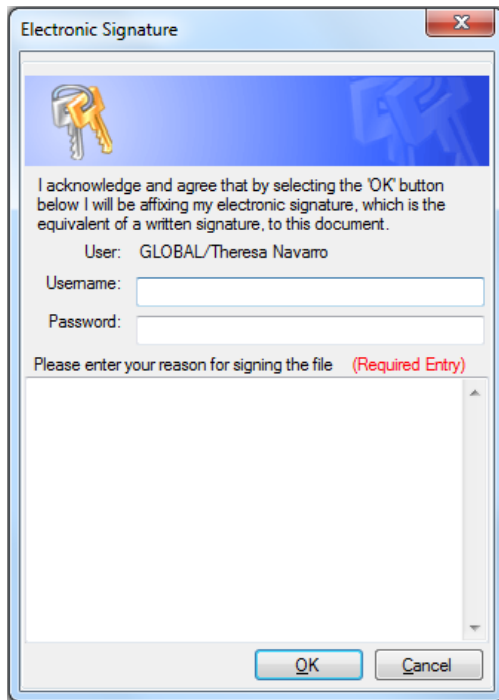 Electronic Signature
I acknowledge and agree that by selecting the 'OK' button
below I will be affixing my electronic signature, which is the
equivalent of a written signature, to this document.
User: GLOBAL/Theresa Navarro
Username:
Password:
Please enter your reason for signing the file (Required Entry)
OK Cancel